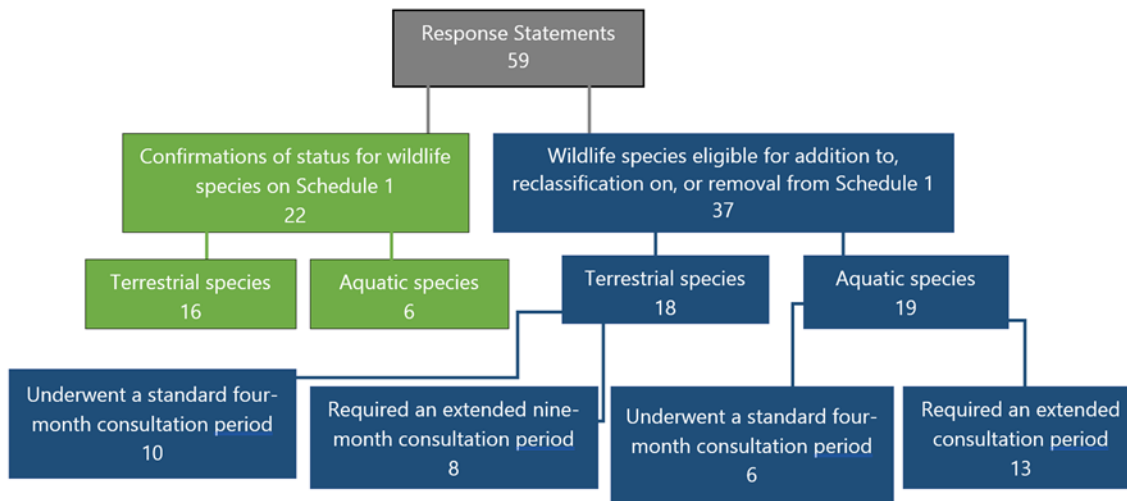 Response Statements
59
Confirmations of status for wildlife
species on Schedule 1
22
Wildlife species eligible for addition to,
reclassification on, or removal from Schedule 1
37
Terrestrial species
16
Aquatic species
6
Terrestrial species
18
Aquatic species
19
Underwent a standard four-
month consultation period
10
Required an extended nine-
month consultation period
8
Underwent a standard four-
month consultation period
6
Required an extended
consultation period
13